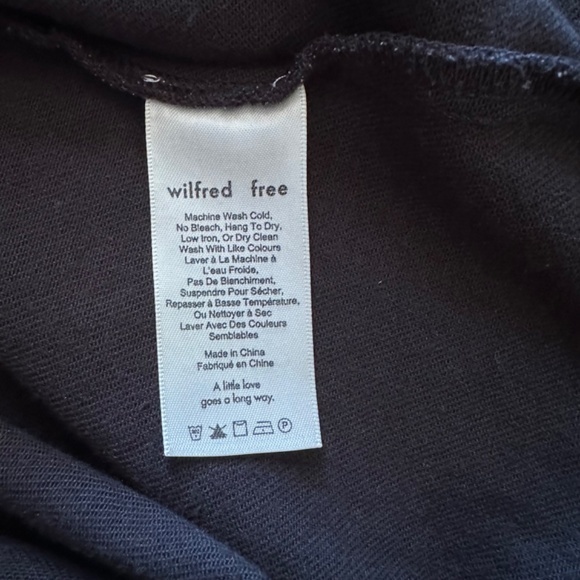 wilfred free
Machine Wash Cold,
No Bleach, Hang To Dry,
Low Iron, Or Dry Clean
Wash With Like Colours
Laver à La Machine à
L'eau Froide,
Pas De Blenchiment,
Suspendre Pour Sécher,
Repasser à Basse Température,
Ou Nettoyer à Sec
Laver Avec Des Couleurs
Semblables
Made in China
Fabriqué en Chine
A little love
goes a long way.
P